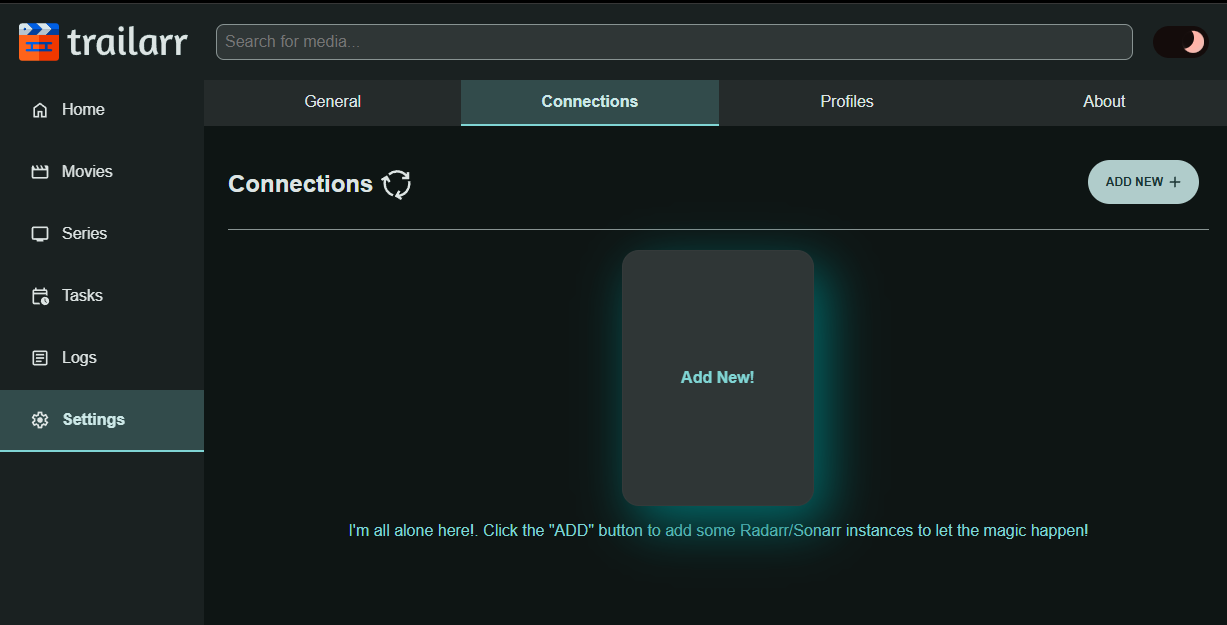 trailarr
Search for media...
Home
Movies
Series
Tasks
Logs
Settings
General
Connections
Profiles
About
Connections
ADD NEW +
Add New!
I'm all alone here!. Click the "ADD" button to add some Radarr/Sonarr instances to let the magic happen!